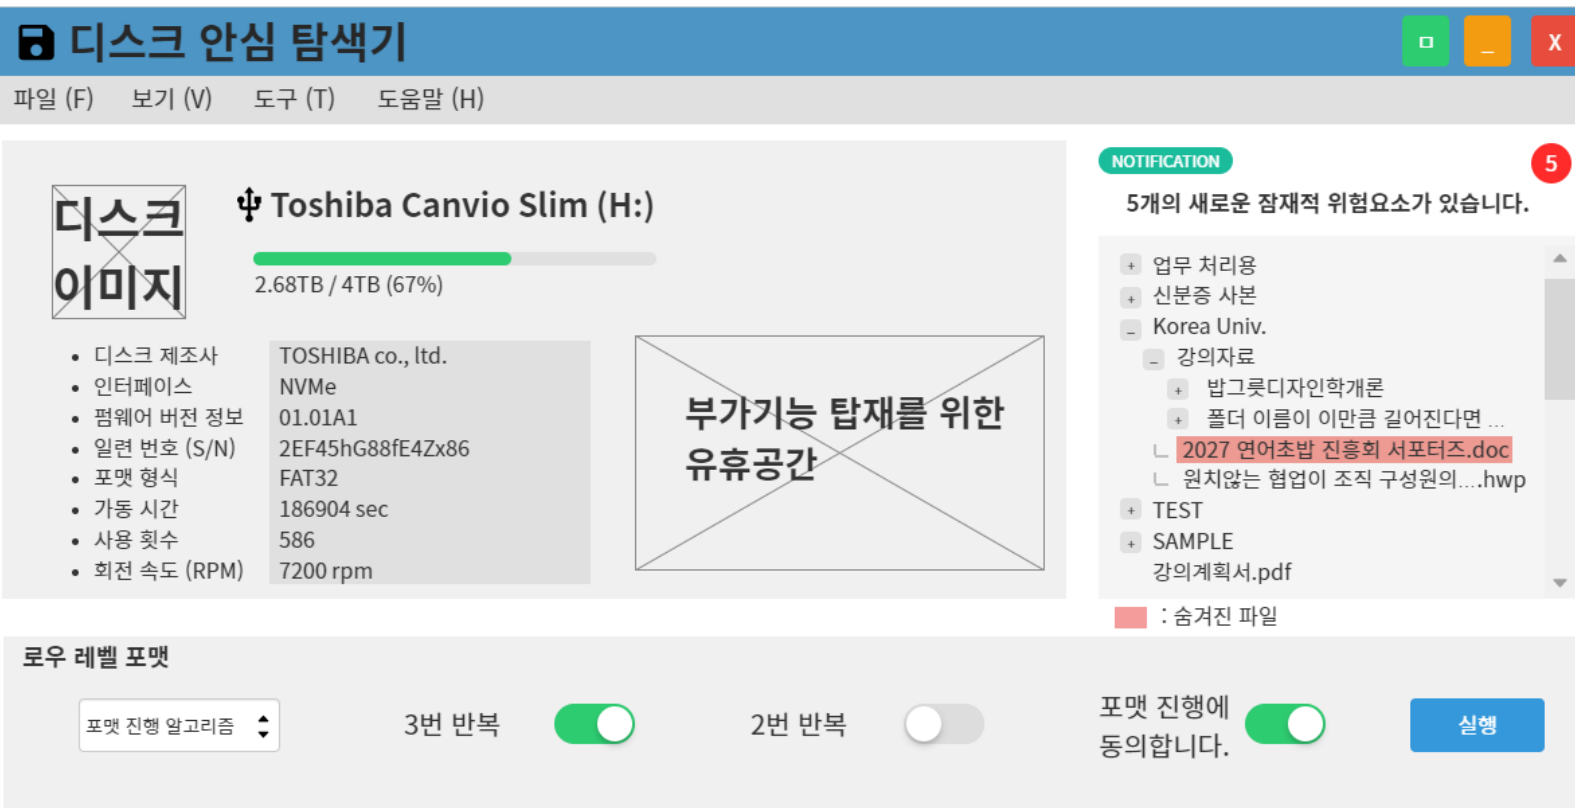 디스크 안심 탐색기
ㅁ
_
X
파일 (F)
보기 (V)
도구 (T)
도움말 (H)
디스크
이미지
Toshiba Canvio Slim (H:)
2.68TB / 4TB (67%)
디스크 제조사 TOSHIBA co., ltd.
인터페이스 NVMe
펌웨어 버전 정보 01.01A1
일련 번호 (S/N) 2EF45hG88fE4Zx86
포맷 형식 FAT32
가동 시간 186904 sec
사용 횟수 586
회전 속도 (RPM) 7200 rpm
부가기능 탑재를 위한
유휴공간
NOTIFICATION
5
5개의 새로운 잠재적 위험요소가 있습니다.
+ 업무 처리용
+ 신분증 사본
_ Korea Univ.
_ 강의자료
+ 밥그릇디자인학개론
+ 폴더 이름이 이만큼 길어진다면 ...
2027 연어초밥 진흥회 서포터즈.doc
원치않는 협업이 조직 구성원의....hwp
+ TEST
+ SAMPLE
강의계획서.pdf
: 숨겨진 파일
로우 레벨 포맷
포맷 진행 알고리즘
3번 반복
2번 반복
포맷 진행에
동의합니다.
실행